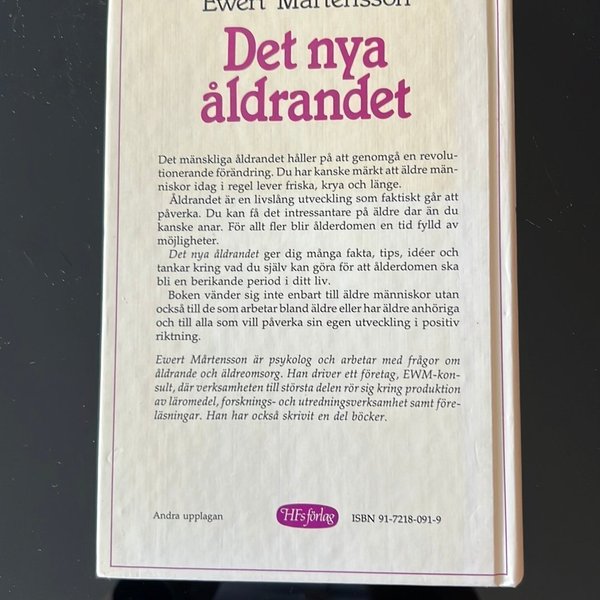 Ewert Mårtensson
Det nya
åldrandet
Det mänskliga åldrandet håller på att genomgå en revolu-
tionerande förändring. Du har kanske märkt att äldre män-
niskor idag i regel lever friska, krya och länge.
Åldrandet är en livslång utveckling som faktiskt går att
påverka. Du kan få det intressantare på äldre dar än du
kanske anar. För allt fler blir ålderdomen en tid fylld av
möjligheter.
Det nya åldrandet ger dig många fakta, tips, idéer och
tankar kring vad du själv kan göra för att ålderdomen ska
bli en berikande period i ditt liv.
Boken vänder sig inte enbart till äldre människor utan
också till de som arbetar bland äldre eller har äldre anhöriga
och till alla som vill påverka sin egen utveckling i positiv
riktning.
Ewert Mårtensson är psykolog och arbetar med frågor om
åldrande och äldreomsorg. Han driver ett företag, EWM-kon-
sult, där verksamheten till största delen rör sig kring produktion
av läromedel, forsknings- och utredningsverksamhet samt före-
läsningar. Han har också skrivit en del böcker.
Andra upplagan HFs förlag ISBN 91-7218-091-9